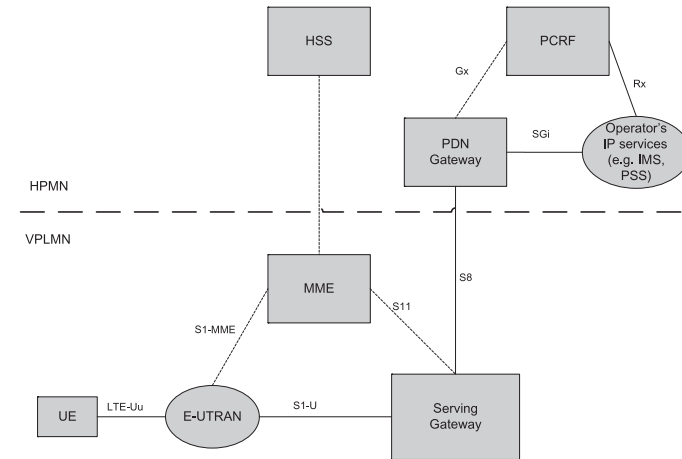 HSS
PCRF
Gx
Rx
PDN
Gateway
SGi
Operator's
IP services
(e.g. IMS,
PSS)
HPMN
VPLMN
MME
S8
S11
S1-MME
UE
LTE-Uu
E-UTRAN
S1-U
Serving
Gateway